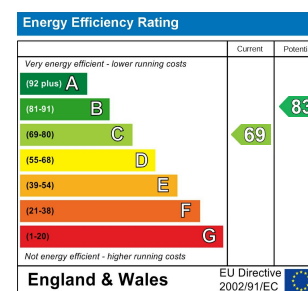 Energy Efficiency Rating
Current Potenti
Very energy efficient - lower running costs
(92 plus) A
(81-91) B
83
(69-80) C
69
(55-68) D
(39-54) E
(21-38) F
(1-20) G
Not energy efficient - higher running costs
England & Wales
EU Directive
2002/91/EC